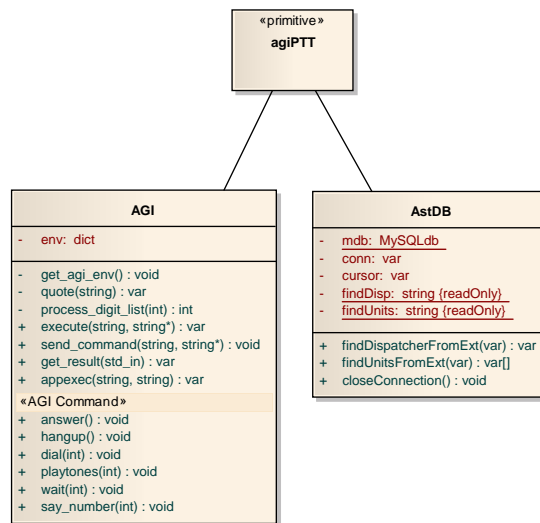 «primitive»
agiPTT
AGI
- env: dict
- get_agi_env() : void
- quote(string) : var
- process_digit_list(int) : int
+ execute(string, string*) : var
+ send_command(string, string*) : void
+ get_result(std_in) : var
+ appexec(string, string) : var
«AGI Command»
+ answer() : void
+ hangup() : void
+ dial(int) : void
+ playtones(int) : void
+ wait(int) : void
+ say_number(int) : void
AstDB
- mdb: MySQLdb
- conn: var
- cursor: var
- findDisp: string {readOnly}
- findUnits: string {readOnly}
+ findDispatcherFromExt(var) : var
+ findUnitsFromExt(var) : var[]
+ closeConnection() : void